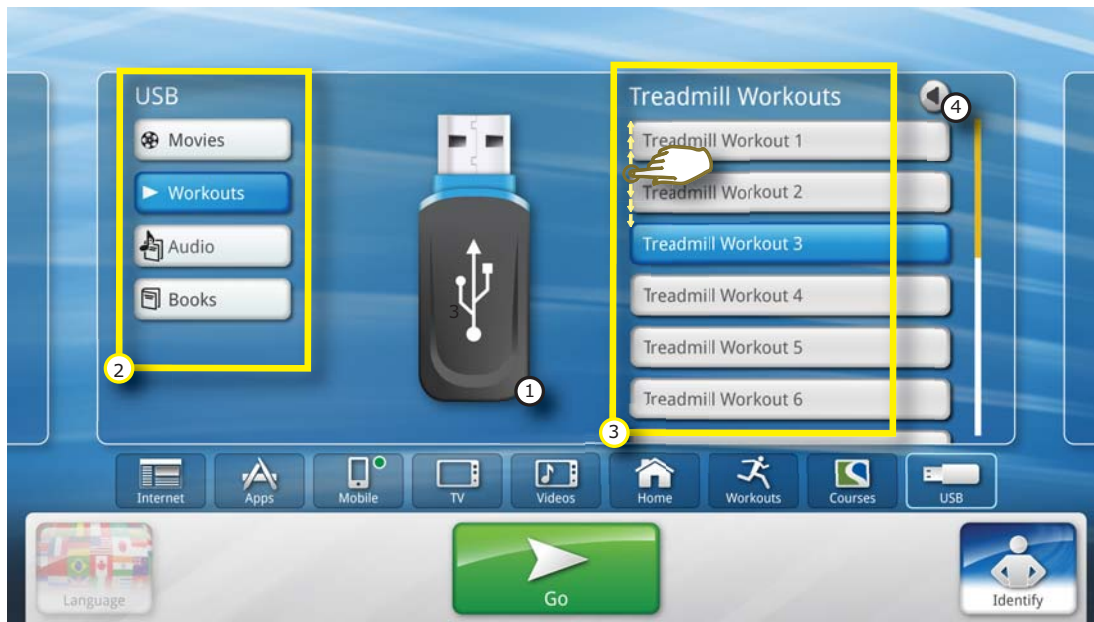 USB
Movies
Workouts
Audio
Books
2
3
1
Treadmill Workouts
4
Treadmill Workout 1
Treadmill Workout 2
Treadmill Workout 3
Treadmill Workout 4
Treadmill Workout 5
Treadmill Workout 6
3
Internet
Apps
Mobile
TV
Videos
Home
Workouts
Courses
USB
Language
Go
Identify